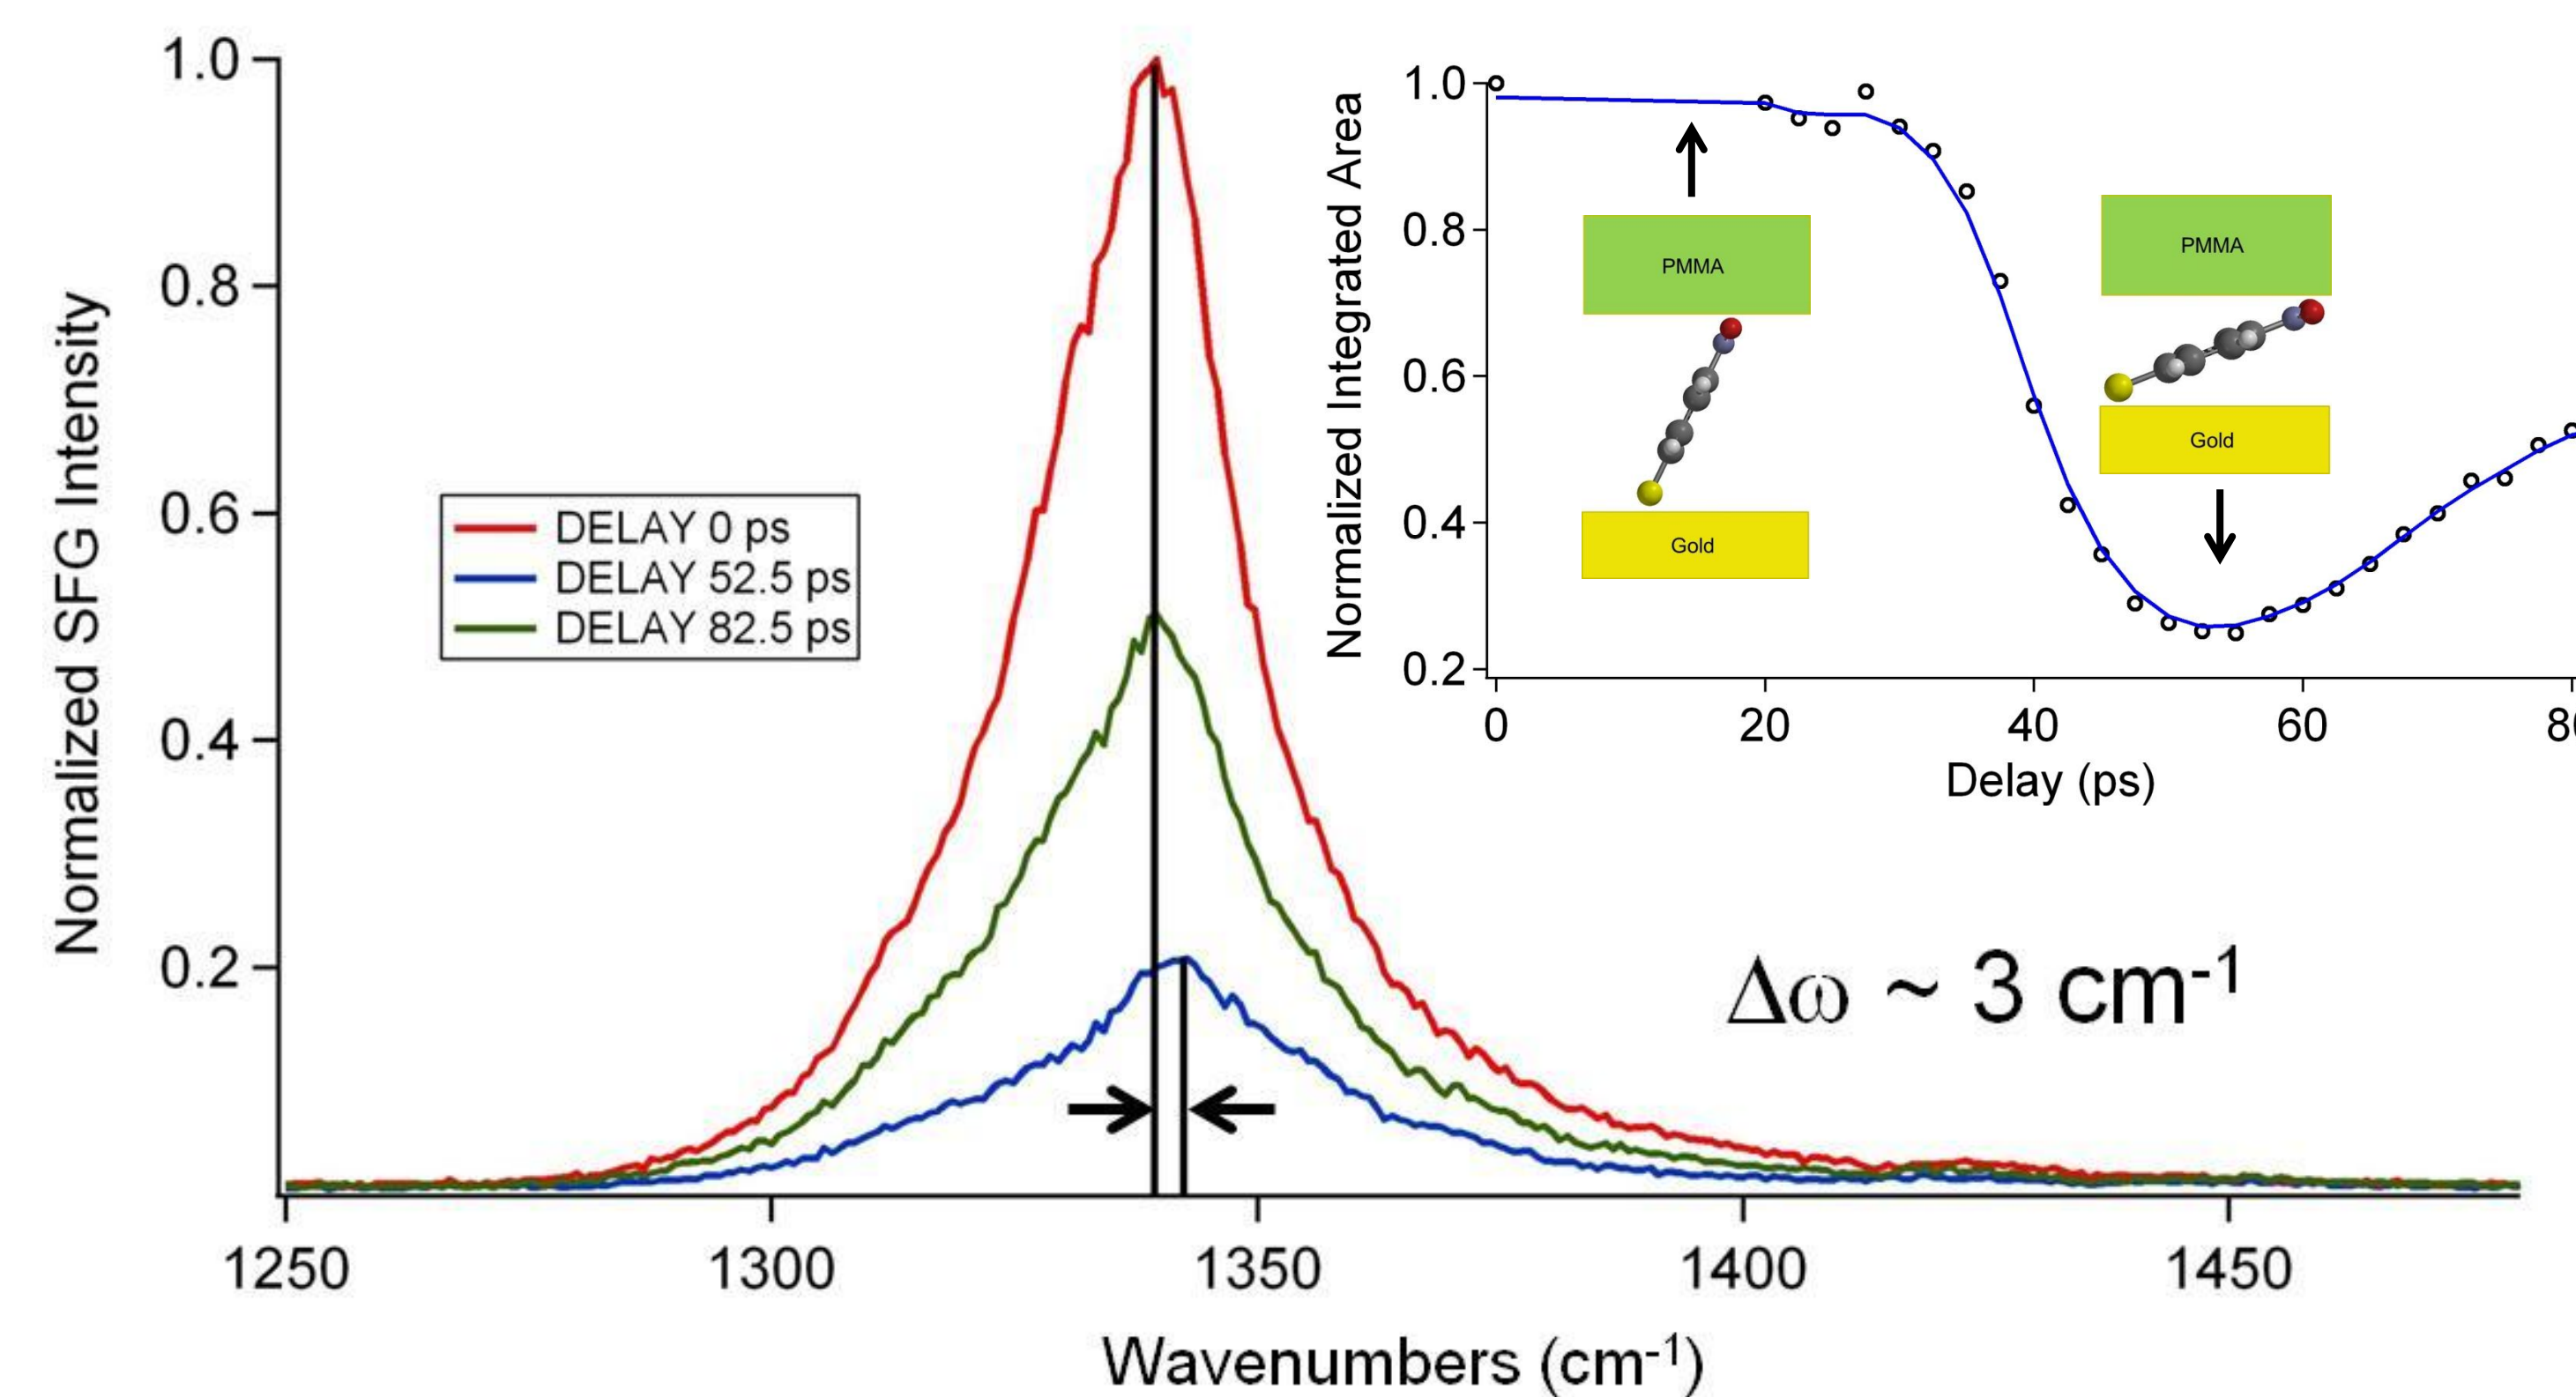 Normalized SFG Intensity
1.0
0.8
0.6
0.4
0.2
DELAY 0 ps
DELAY 52.5 ps
DELAY 82.5 ps
1250
1300
1350
1400
1450
Wavenumbers (cm⁻¹)
Normalized Integrated Area
1.0
0.8
0.6
0.4
0.2
PMMA
Gold
PMMA
Gold
0
20
40
60
Delay (ps)
Δω ~ 3 cm⁻¹